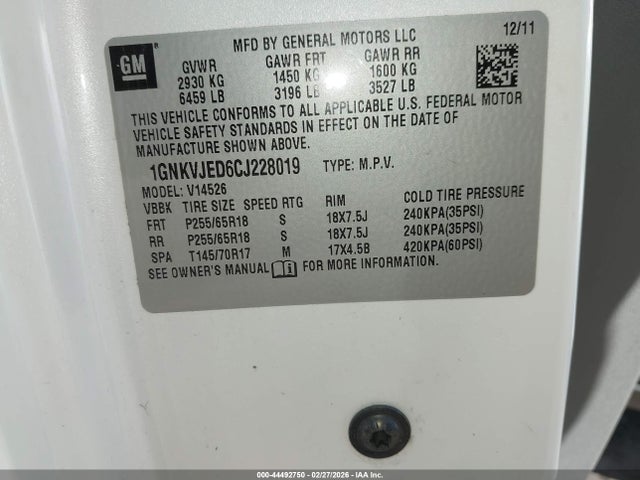 GM
MFD BY GENERAL MOTORS LLC 12/11
GVWR GAWR FRT GAWR RR
2930 KG 1450 KG 1600 KG
6459 LB 3196 LB 3527 LB
THIS VEHICLE CONFORMS TO ALL APPLICABLE U.S. FEDERAL MOTOR
VEHICLE SAFETY STANDARDS IN EFFECT ON THE DATE OF
MANUFACTURE SHOWN ABOVE.
1GNKVJED6CJ228019 TYPE: M.P.V.
MODEL: V14526
VBBK TIRE SIZE SPEED RTG RIM COLD TIRE PRESSURE
FRT P255/65R18 S 18X7.5J 240KPA(35PSI)
RR P255/65R18 S 18X7.5J 240KPA(35PSI)
SPA T145/70R17 M 17X4.5B 420KPA(60PSI)
SEE OWNER'S MANUAL FOR MORE INFORMATION.
000-44492750 - 02/27/2026 - IAAI.com